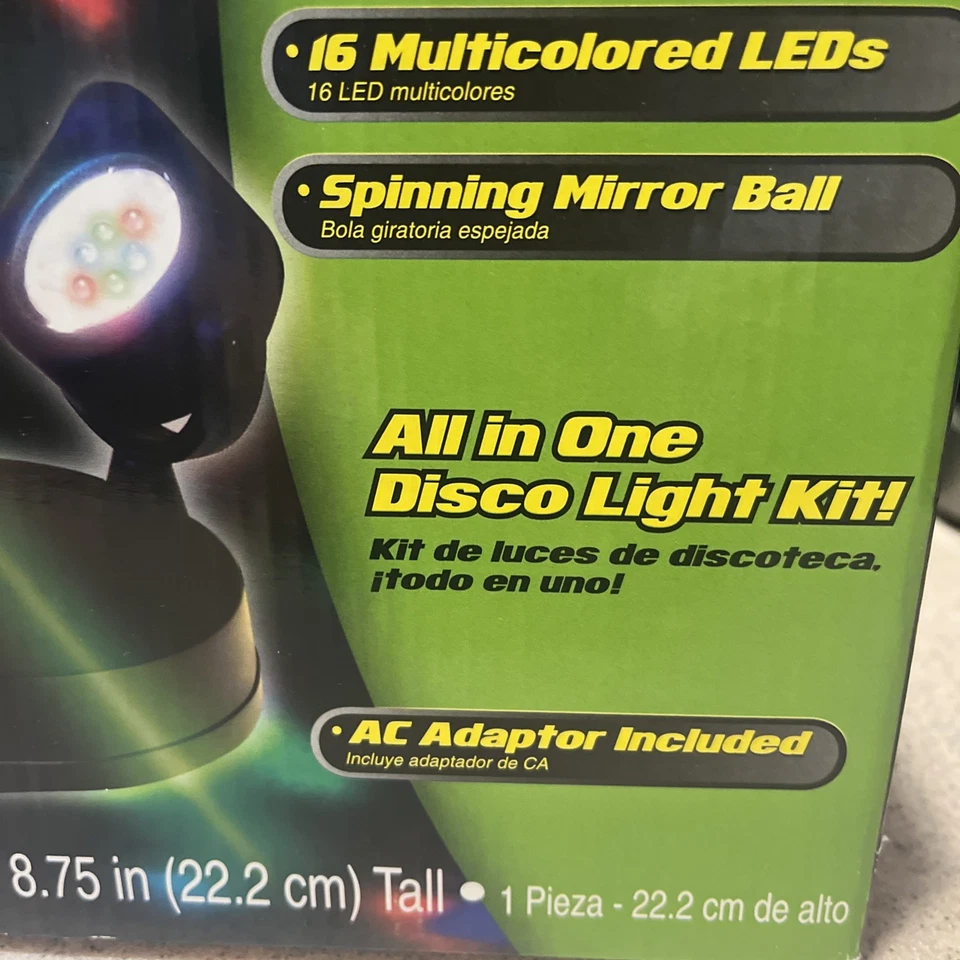 • 16 Multicolored LEDs
16 LED multicolores
• Spinning Mirror Ball
Bola giratoria espejada
All in One
Disco Light Kit!
Kit de luces de discoteca,
¡todo en uno!
• AC Adaptor Included
Incluye adaptador de CA
8.75 in (22.2 cm) Tall • 1 Pieza - 22.2 cm de alto